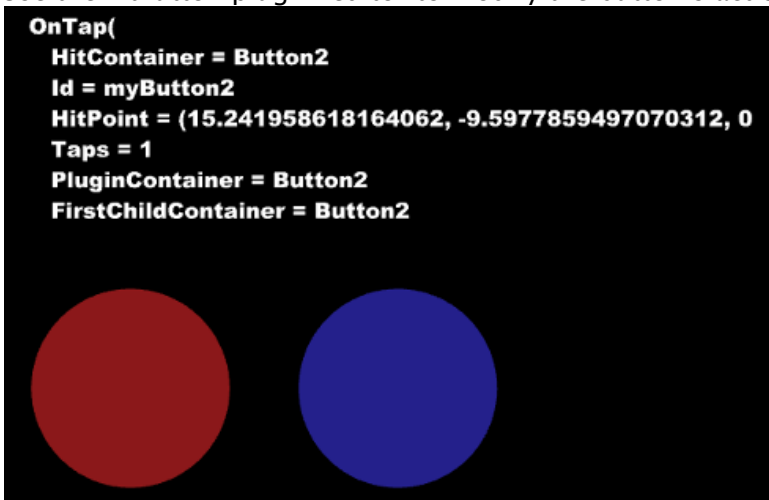 OnTap(
HitContainer = Button2
Id = myButton2
HitPoint = (15.241958618164062, -9.5977859497070312, 0
Taps = 1
PluginContainer = Button2
FirstChildContainer = Button2